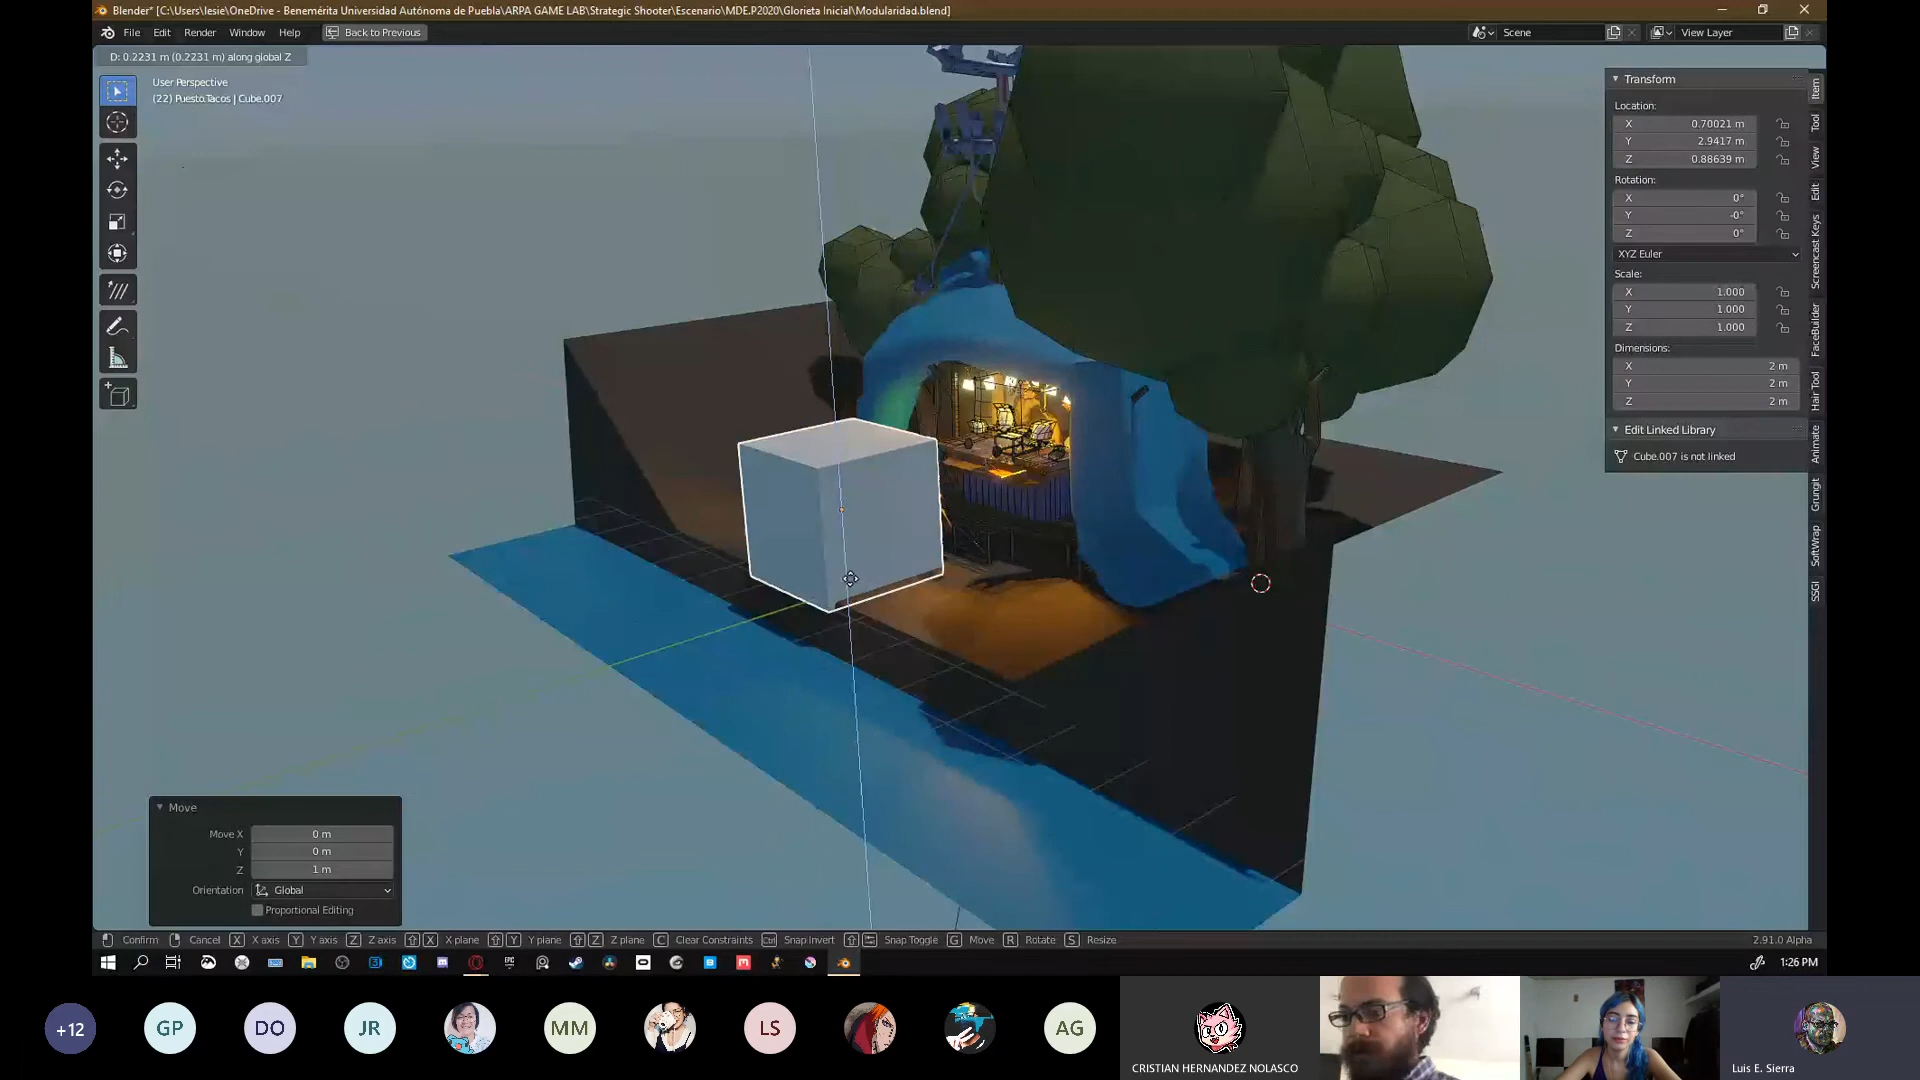 Blender* [C:\Users\lesie\OneDrive - Benemérita Universidad Autónoma de Puebla\ARPA GAME LAB\Strategic Shooter\Escenario\MDE.P2020\Glorieta Inicial\Modularidad.blend]
File Edit Render Window Help Back to Previous Scene View Layer
D: 0.2231 m (0.2231 m) along global Z
User Perspective
(22) Puesto.Tacos | Cube.007
Transform
Location:
X 0.70021 m
Y 2.9417 m
Z 0.88639 m
Rotation:
X 0°
Y -0°
Z 0°
XYZ Euler
Scale:
X 1.000
Y 1.000
Z 1.000
Dimensions:
X 2 m
Y 2 m
Z 2 m
Edit Linked Library
Cube.007 is not linked
Item
Tool
View
Edit
Screencast Keys
FaceBuilder
Hair Tool
Animate
Grungit
SoftWrap
SSGI
Move
Move X 0 m
Y 0 m
Z 1 m
Orientation Global
Proportional Editing
Confirm Cancel X X axis Y Y axis Z Z axis X X plane Y Y plane Z Z plane C Clear Constraints Ctrl Snap Invert Snap Toggle G Move R Rotate S Resize 2.91.0 Alpha
1:26 PM
+12 GP DO JR MM LS AG
CRISTIAN HERNANDEZ NOLASCO
Luis E. Sierra